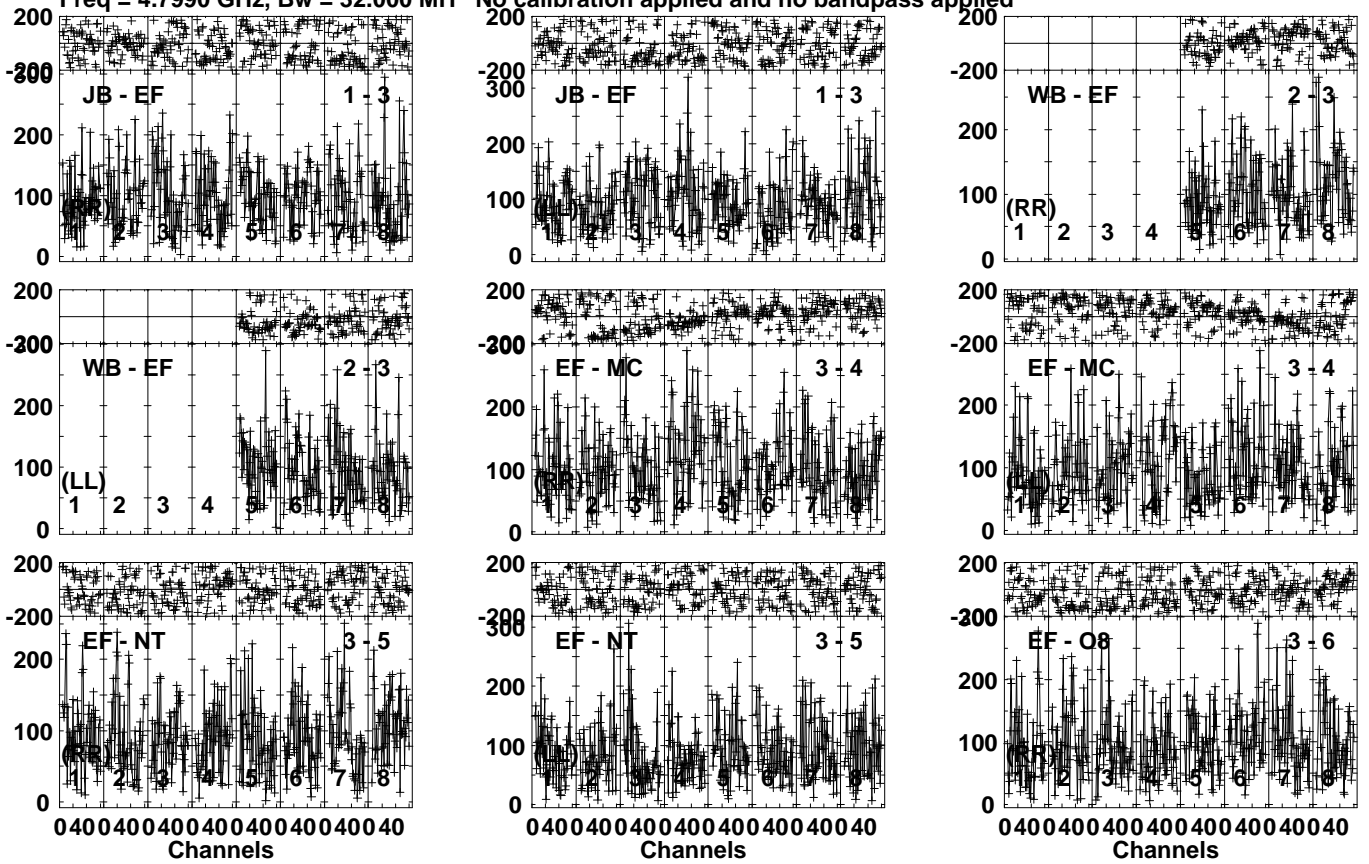 Freq = 4.7990 GHz, Bw = 32.000 MH No calibration applied and no bandpass applied
-200 -200 -200
300
JB - EF 1 - 3 JB - EF 1 - 3 WB - EF 2 - 3
300
200 200 200
100 100 100
(RR) (LL) (RR)
1 2 3 4 5 6 7 8 1 2 3 4 5 6 7 8 1 2 3 4 5 6 7 8
0 0 0
200 200 200
-200 -200 -200
300 300
WB - EF 2 - 3 EF - MC 3 - 4 EF - MC 3 - 4
200 200 200
100 100 100
(LL) (RR) (LL)
1 2 3 4 5 6 7 8 1 2 3 4 5 6 7 8 1 2 3 4 5 6 7 8
0 0 0
200 200 200
-200 -200 -200
300 300
EF - NT 3 - 5 EF - NT 3 - 5 EF - O8 3 - 6
200 200 200
100 100 100
(RR) (LL) (RR)
1 2 3 4 5 6 7 8 1 2 3 4 5 6 7 8 1 2 3 4 5 6 7 8
0 0 0
0 40 0 40 0 40 0 40 0 40 0 40 0 40 0 40 0 40 0 40 0 40 0 40 0 40 0 40 0 40 0 40 0 40 0 40 0 40 0 40 0 40 0 40 0 40 0 40
Channels Channels Channels